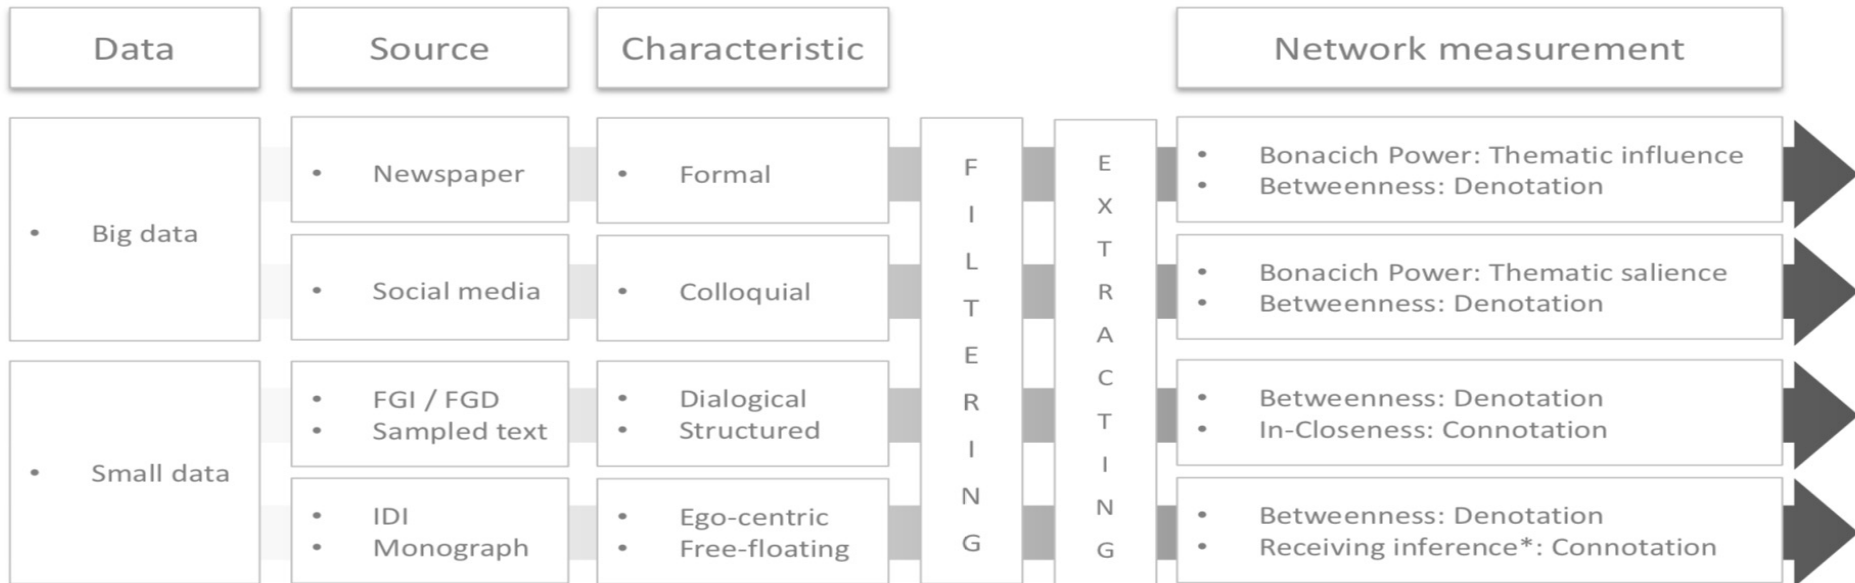 Data
Source
Characteristic
Network measurement
• Big data
• Newspaper
• Formal
FILTERING
EXTRACTING
• Bonacich Power: Thematic influence
• Betweenness: Denotation
• Social media
• Colloquial
• Bonacich Power: Thematic salience
• Betweenness: Denotation
• Small data
• FGI / FGD
• Sampled text
• Dialogical
• Structured
• Betweenness: Denotation
• In-Closeness: Connotation
• IDI
• Monograph
• Ego-centric
• Free-floating
• Betweenness: Denotation
• Receiving inference*: Connotation